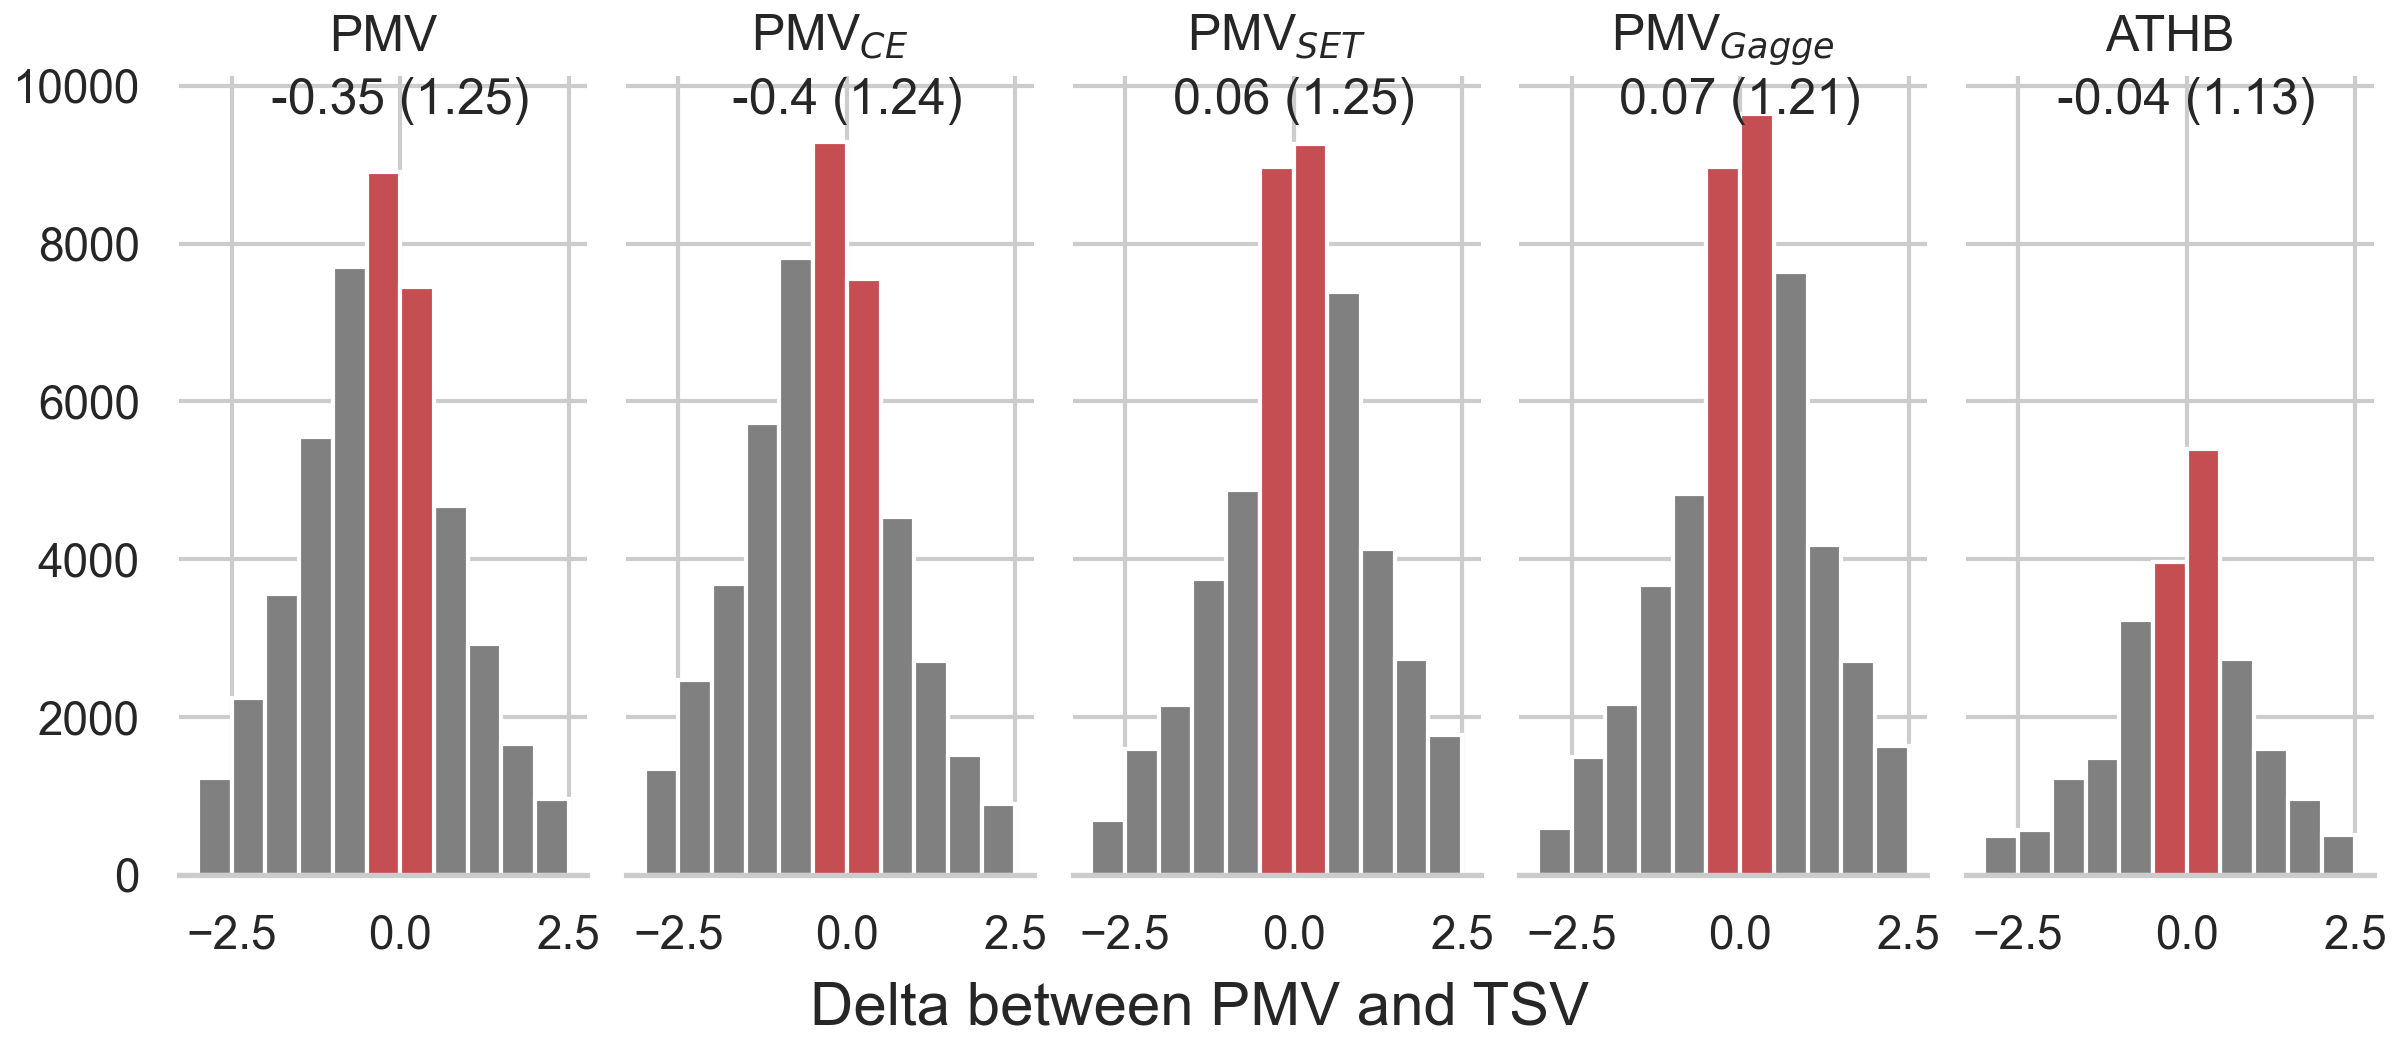 PMV PMV_CE PMV_SET PMV_Gagge ATHB
-0.35 (1.25) -0.4 (1.24) 0.06 (1.25) 0.07 (1.21) -0.04 (1.13)
10000
8000
6000
4000
2000
0
−2.5 0.0 2.5 −2.5 0.0 2.5 −2.5 0.0 2.5 −2.5 0.0 2.5 −2.5 0.0 2.5
Delta between PMV and TSV